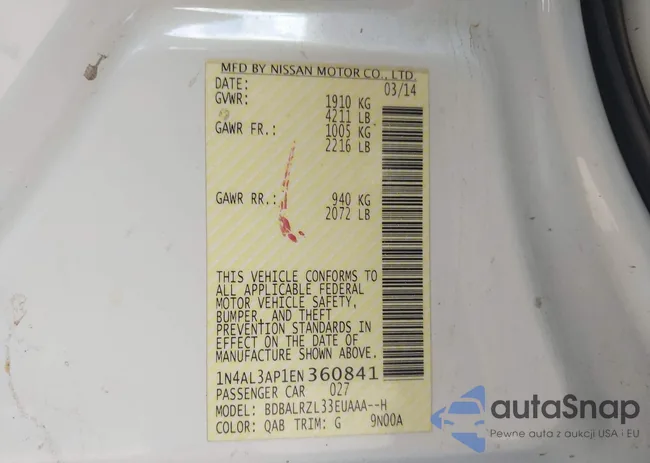 MFD BY NISSAN MOTOR CO., LTD.
DATE: 03/14
GVWR: 1910 KG
4211 LB
GAWR FR.: 1005 KG
2216 LB
GAWR RR.: 940 KG
2072 LB
THIS VEHICLE CONFORMS TO
ALL APPLICABLE FEDERAL
MOTOR VEHICLE SAFETY,
BUMPER, AND THEFT
PREVENTION STANDARDS IN
EFFECT ON THE DATE OF
MANUFACTURE SHOWN ABOVE.
1N4AL3AP1EN 360841
PASSENGER CAR 027
MODEL: BDBALRZL33EUAAA--H
COLOR: QAB TRIM: G 9N00A
autoSnap
Pewne auta z aukcji USA i EU